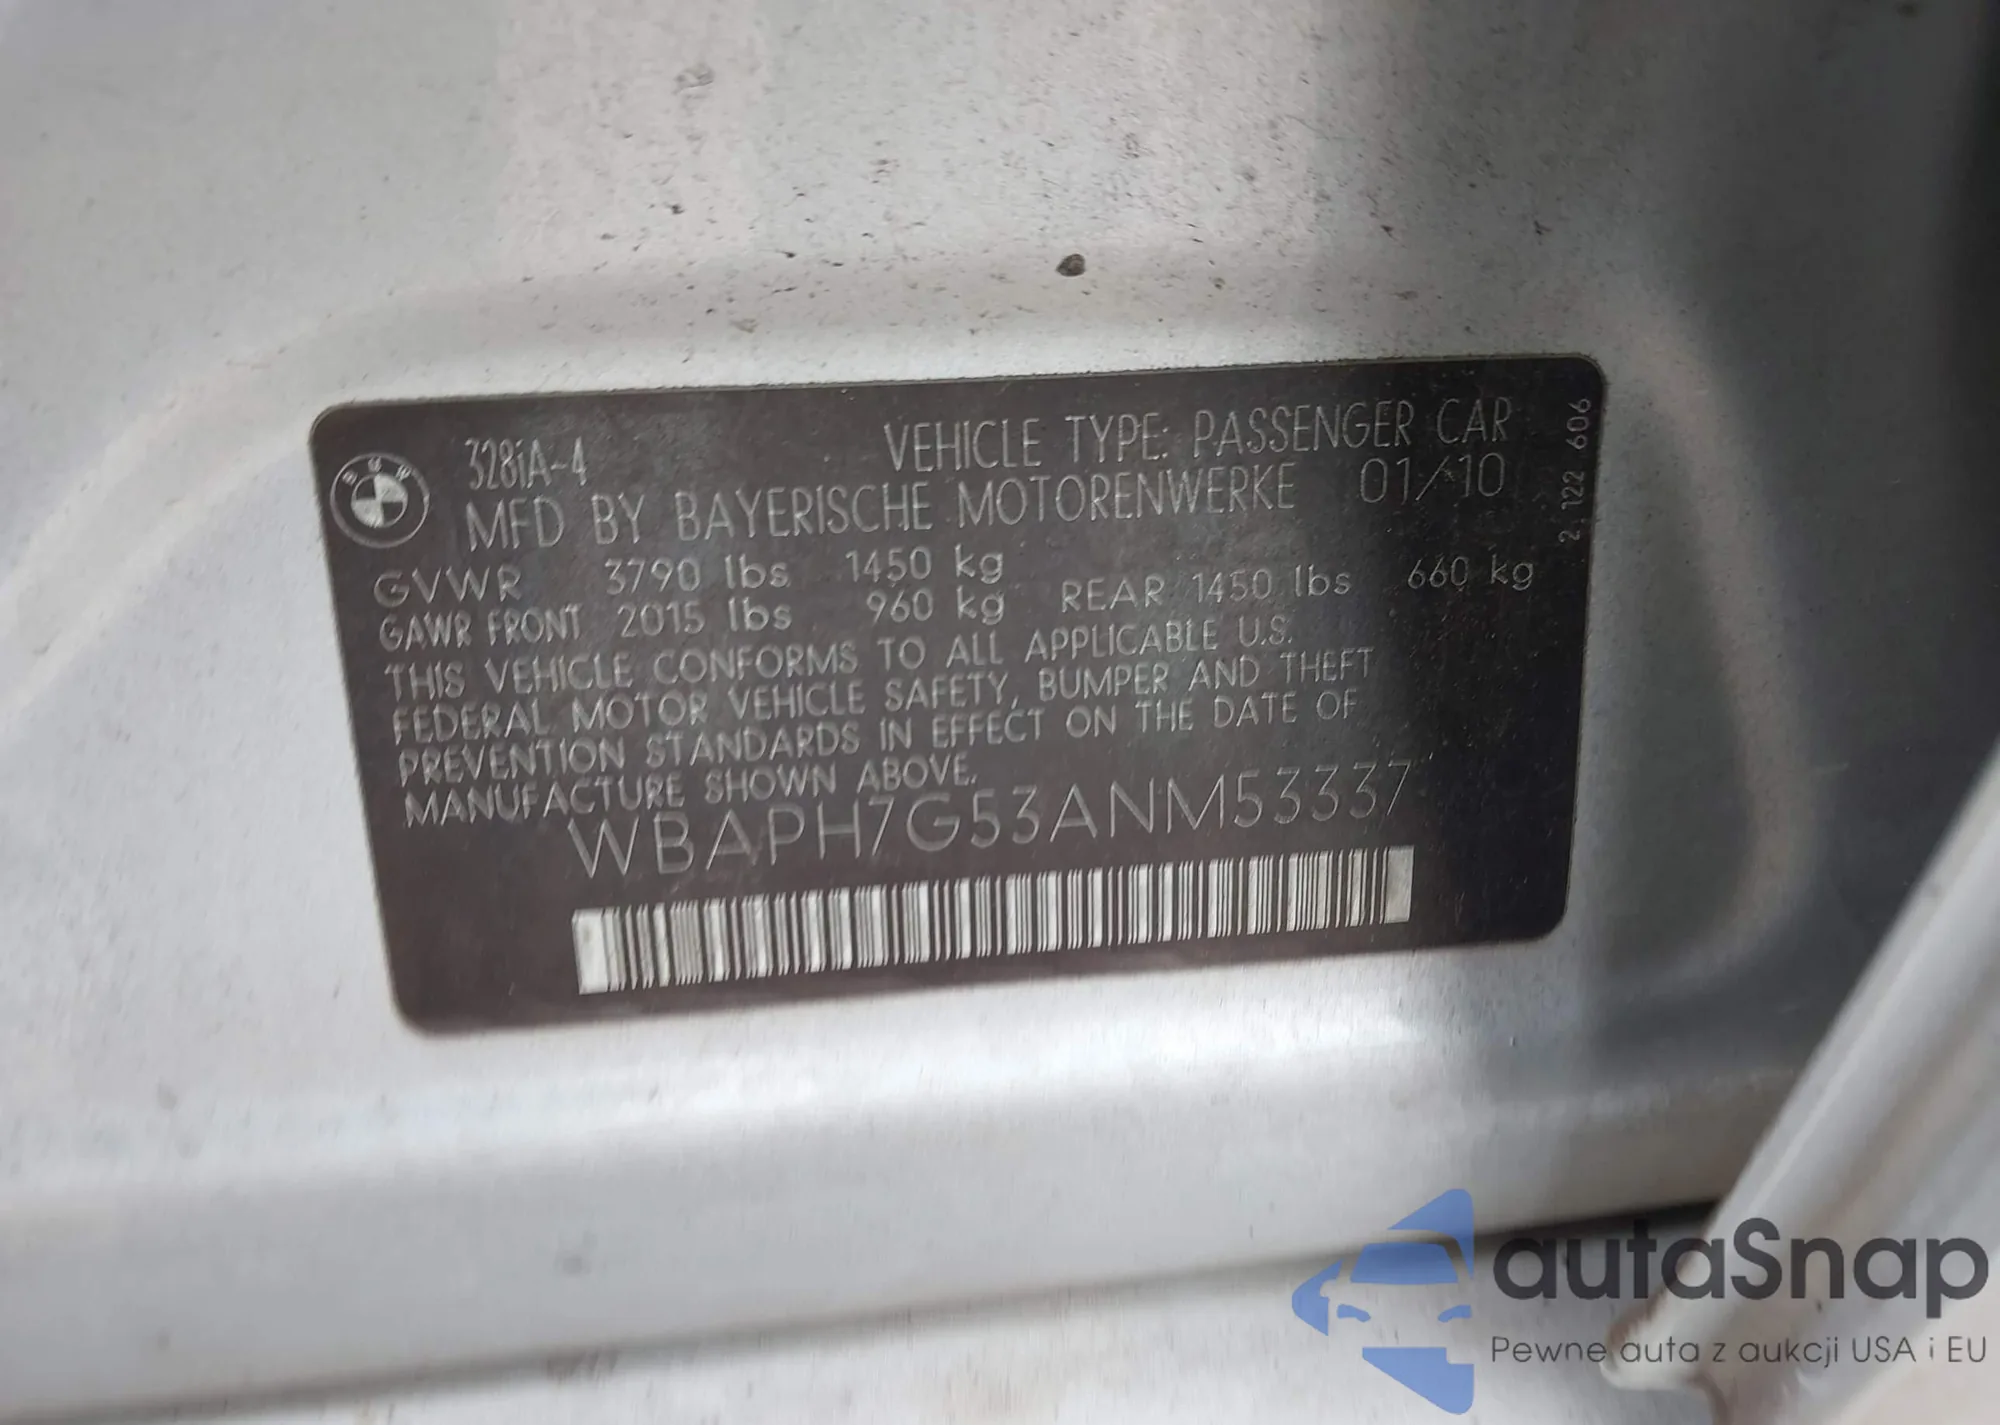 BMW
328iA-4
VEHICLE TYPE: PASSENGER CAR
MFD BY BAYERISCHE MOTORENWERKE 01/10
GVWR 3790 lbs 1450 kg
GAWR FRONT 2015 lbs 960 kg REAR 1450 lbs 660 kg
THIS VEHICLE CONFORMS TO ALL APPLICABLE U.S.
FEDERAL MOTOR VEHICLE SAFETY, BUMPER AND THEFT
PREVENTION STANDARDS IN EFFECT ON THE DATE OF
MANUFACTURE SHOWN ABOVE.
WBAPH7G53ANM53337
2.122 606
autaSnap
Pewne auta z aukcji USA i EU